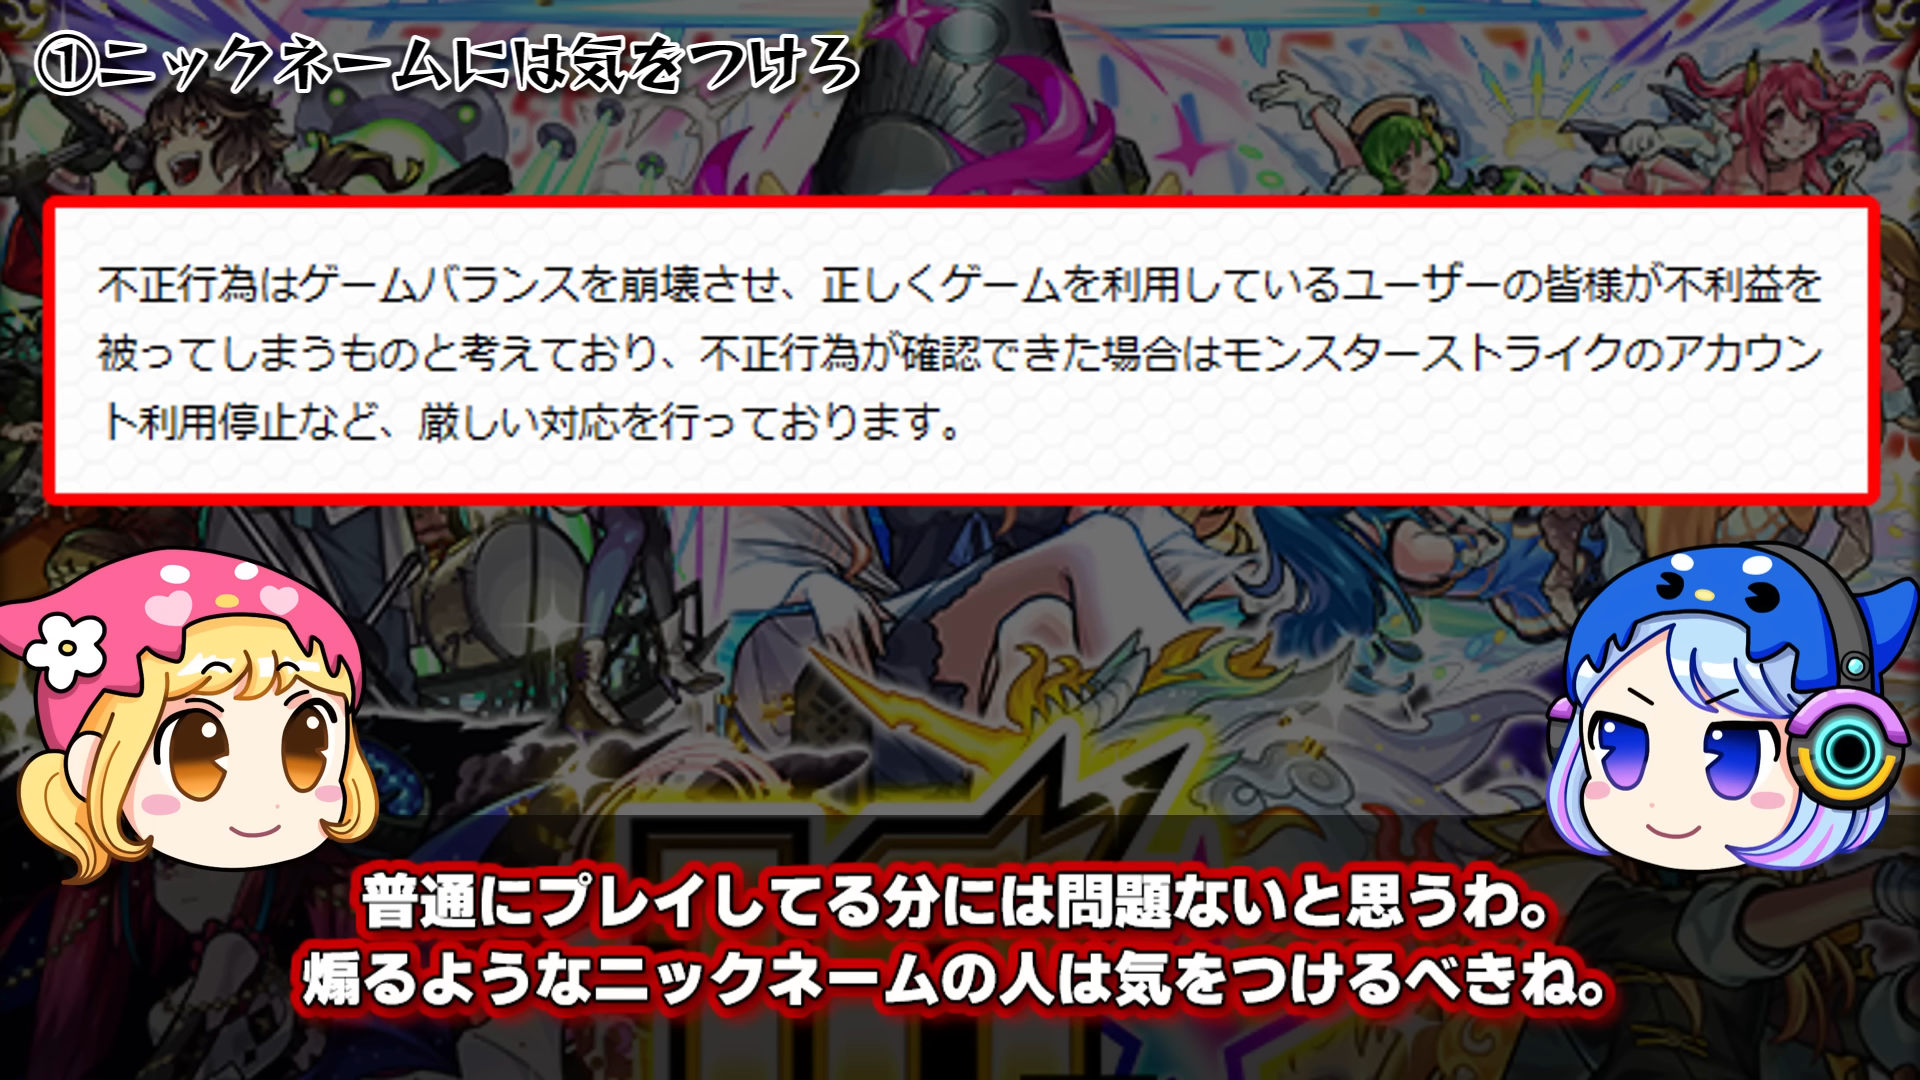 ①ニックネームには気をつけろ
不正行為はゲームバランスを崩壊させ、正しくゲームを利用しているユーザーの皆様が不利益を
被ってしまうものと考えており、不正行為が確認できた場合はモンスターストライクのアカウン
ト利用停止など、厳しい対応を行っております。
普通にプレイしてる分には問題ないと思うわ。
煽るようなニックネームの人は気をつけるべきね。